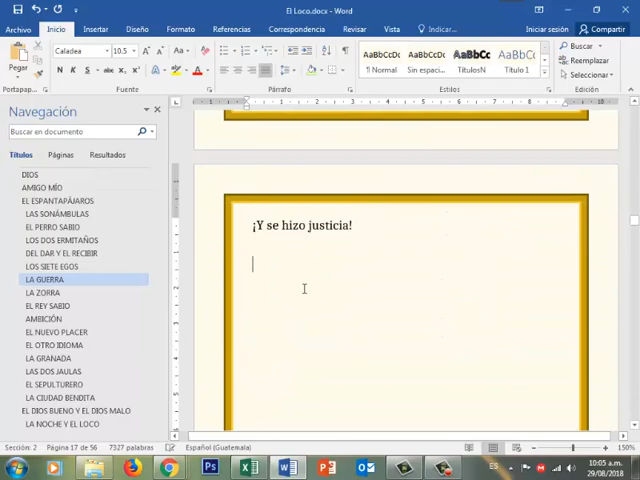 El Loco.docx - Word
Archivo Inicio Insertar Diseño Formato Referencias Correspondencia Revisar Vista Indicar... Iniciar sesión Compartir
Pegar
Caladea 10.5
N K S abc x₂ x²
AaBbCcDc AaBbCcDc AaBbCc AaBbCc
¶ Normal Sin espaci... TítulosN Título 1
Buscar
Reemplazar
Seleccionar
Portapap... Fuente Párrafo Estilos Edición
Navegación
Buscar en documento
Títulos Páginas Resultados
DIOS
AMIGO MÍO
EL ESPANTAPÁJAROS
LAS SONÁMBULAS
EL PERRO SABIO
LOS DOS ERMITAÑOS
DEL DAR Y EL RECIBIR
LOS SIETE EGOS
LA GUERRA
LA ZORRA
EL REY SABIO
AMBICIÓN
EL NUEVO PLACER
EL OTRO IDIOMA
LA GRANADA
LAS DOS JAULAS
EL SEPULTURERO
LA CIUDAD BENDITA
EL DIOS BUENO Y EL DIOS MALO
LA NOCHE Y EL LOCO
¡Y se hizo justicia!
Sección: 2 Página 17 de 56 7327 palabras Español (Guatemala) 150%
ES 10:05 a.m.
29/08/2018